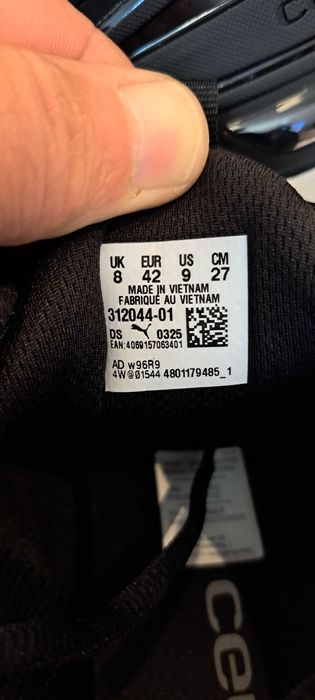 UK EUR US CM
8 42 9 27
MADE IN VIETNAM
FABRIQUÉ AU VIETNAM
312044-01
DS 0325
EAN:4069157063401
AD w96R9
4W@01544 4801179485_1
ce